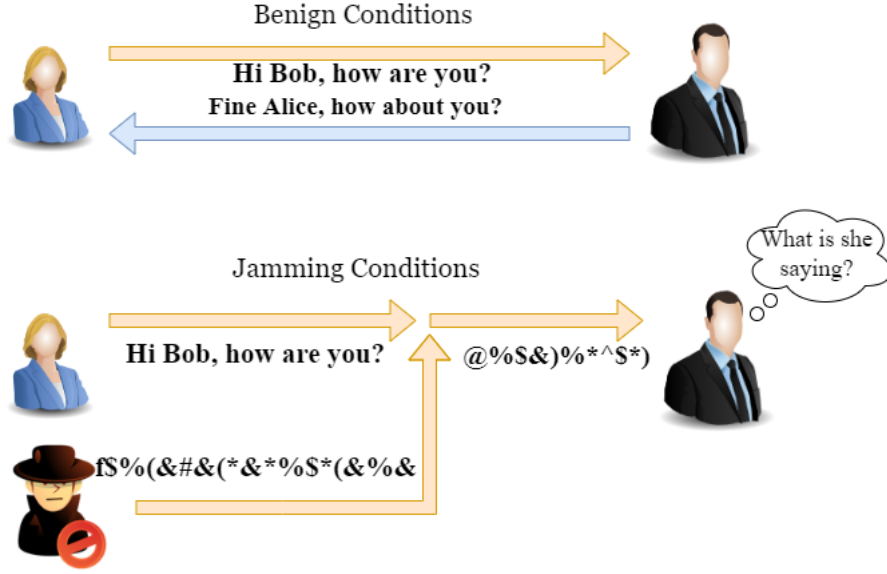 Benign Conditions
Hi Bob, how are you?
Fine Alice, how about you?
What is she
saying?
Jamming Conditions
Hi Bob, how are you?
@%$&)%*^$*)
f$%(&#&(*&*%$*(&%&